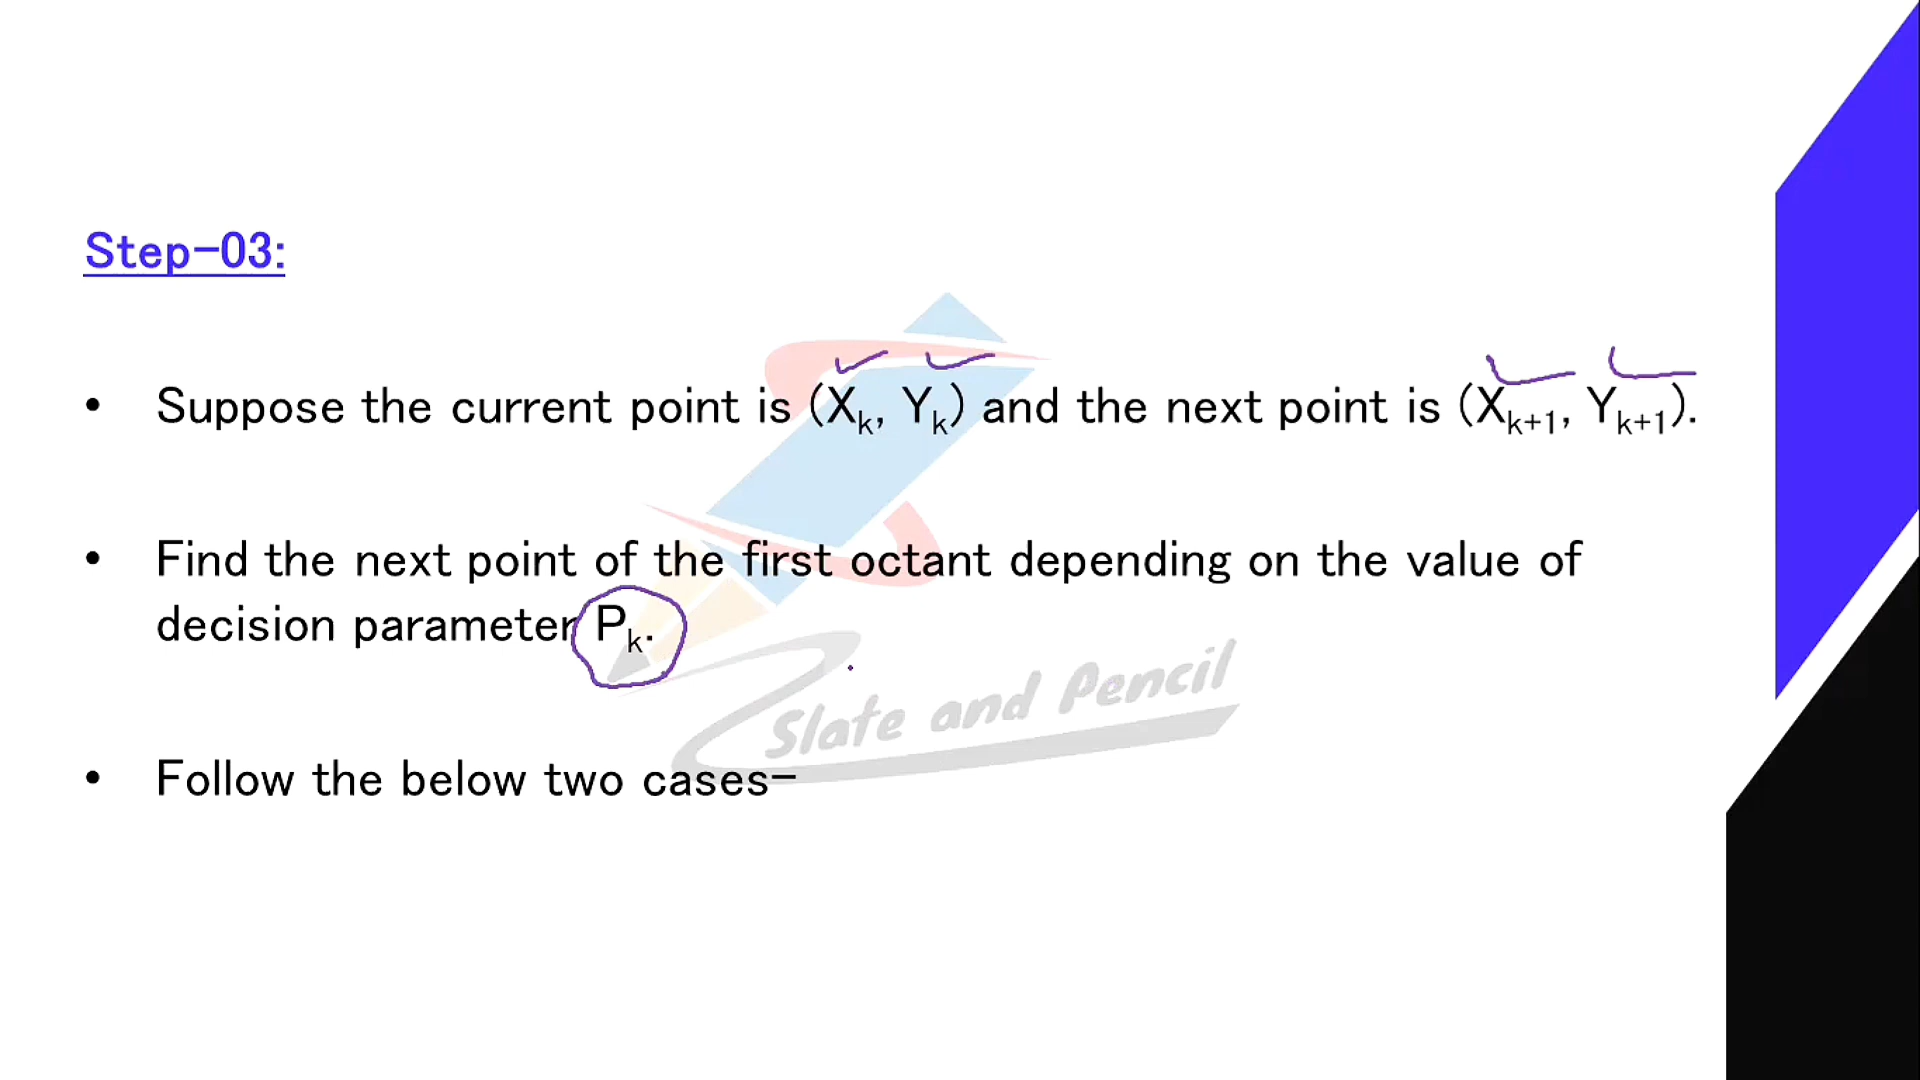 Step-03:
• Suppose the current point is (Xk, Yk) and the next point is (Xk+1, Yk+1).
• Find the next point of the first octant depending on the value of
decision parameter Pk.
Slate and Pencil
• Follow the below two cases-